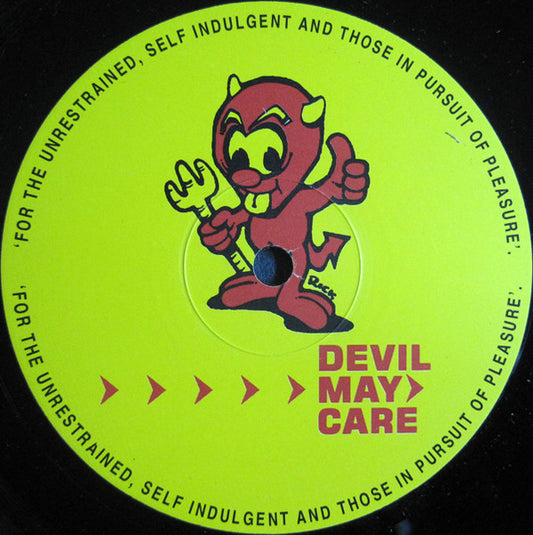 'FOR THE UNRESTRAINED, SELF INDULGENT AND THOSE IN PURSUIT OF PLEASURE'.
ROCK
DEVIL
MAY
CARE
'FOR THE UNRESTRAINED, SELF INDULGENT AND THOSE IN PURSUIT OF PLEASURE'.